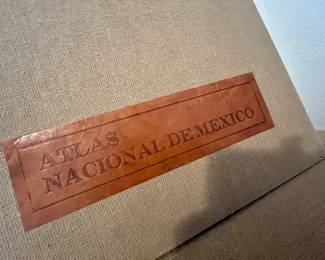 ATLAS
NACIONAL DE MEXICO